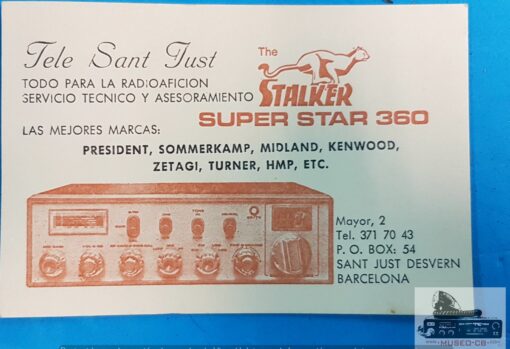 Tele Sant Just
TODO PARA LA RADIOAFICION
SERVICIO TECNICO Y ASESORAMIENTO
The
STALKER
SUPER STAR 360
LAS MEJORES MARCAS:
PRESIDENT, SOMMERKAMP, MIDLAND, KENWOOD,
ZETAGI, TURNER, HMP, ETC.
Mayor, 2
Tel. 371 70 43
P. O. BOX: 54
SANT JUST DESVERN
BARCELONA
www.MUSEO-CB.com